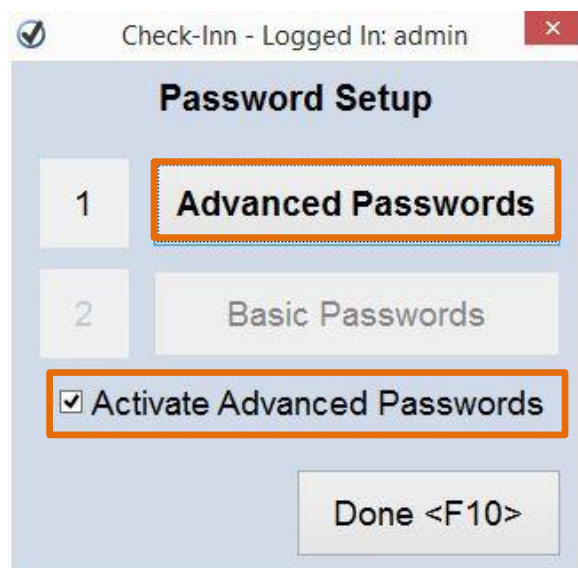 Check-Inn - Logged In: admin
Password Setup
1 Advanced Passwords
2 Basic Passwords
Activate Advanced Passwords
Done <F10>